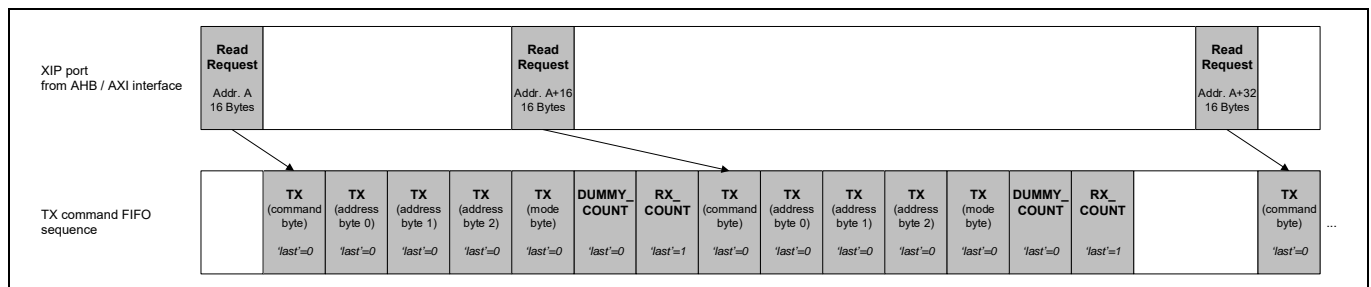 XIP port
from AHB / AXI interface
Read
Request
Addr. A
16 Bytes
Read
Request
Addr. A+16
16 Bytes
Read
Request
Addr. A+32
16 Bytes
TX command FIFO
sequence
TX
(command
byte)
'last'=0
TX
(address
byte 0)
'last'=0
TX
(address
byte 1)
'last'=0
TX
(address
byte 2)
'last'=0
TX
(mode
byte)
'last'=0
DUMMY_
COUNT
'last'=0
RX_
COUNT
'last'=1
TX
(command
byte)
'last'=0
TX
(address
byte 0)
'last'=0
TX
(address
byte 1)
'last'=0
TX
(address
byte 2)
'last'=0
TX
(mode
byte)
'last'=0
DUMMY_
COUNT
'last'=0
RX_
COUNT
'last'=1
TX
(command
byte)
'last'=0
...